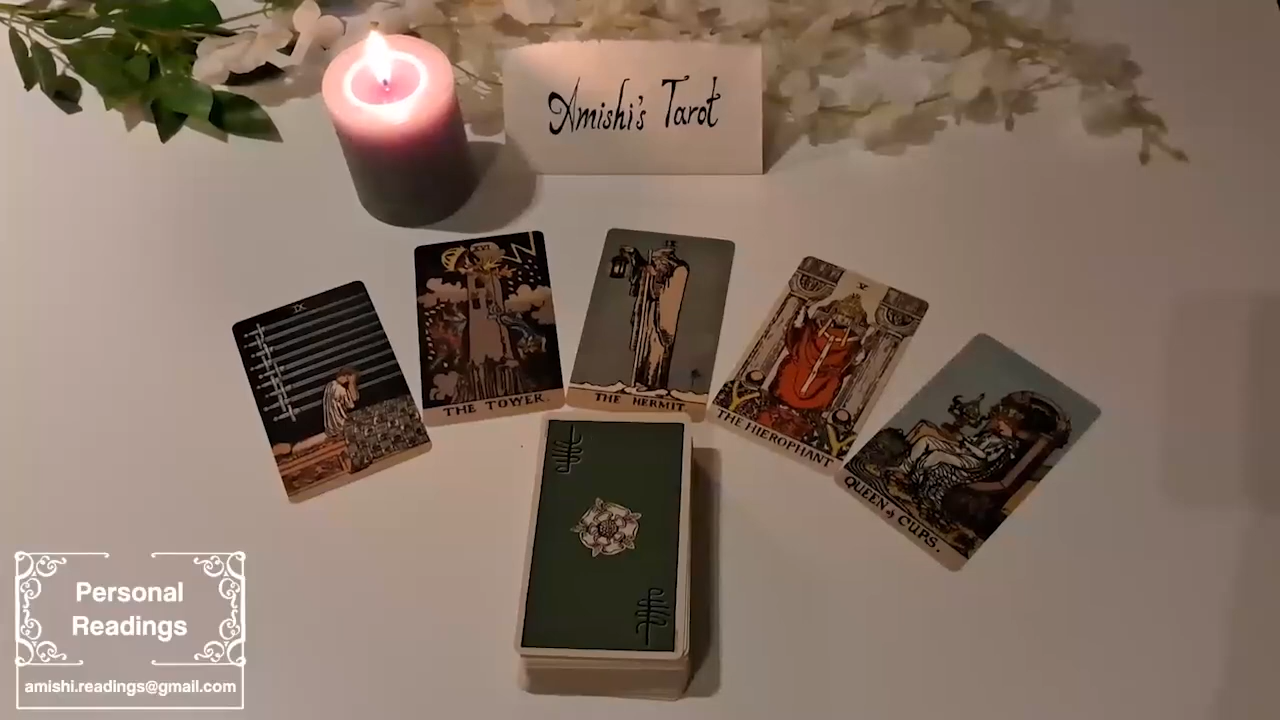 Amishi's Tarot
IX
XVI
THE TOWER.
IX
THE HERMIT
V
THE HIEROPHANT
QUEEN of CUPS.
Personal
Readings
amishi.readings@gmail.com